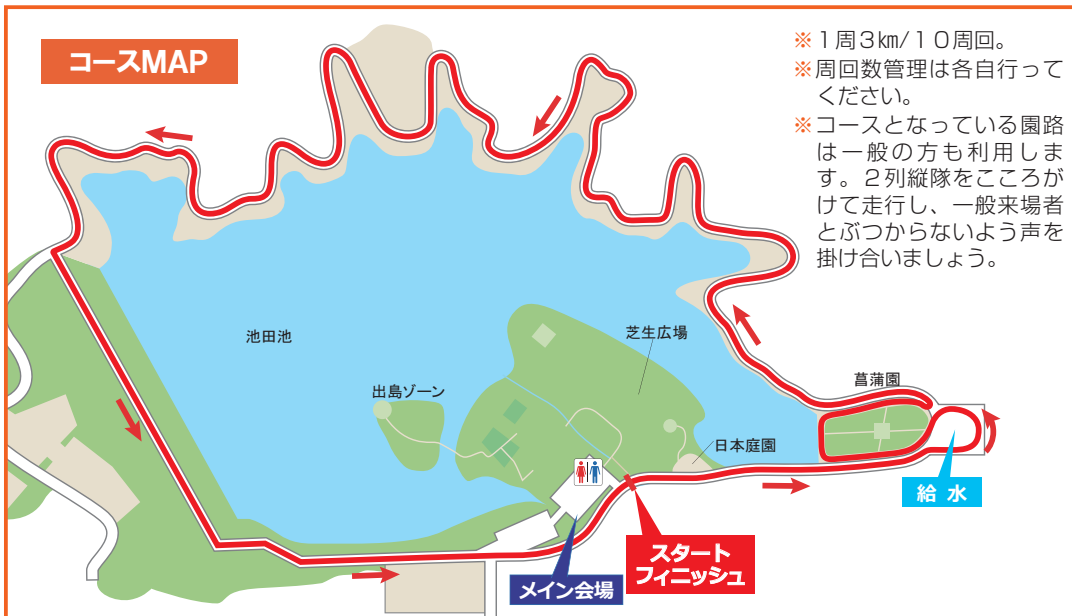 コースMAP
※1周3㎞/10周回。
※周回数管理は各自行って
ください。
※コースとなっている園路
は一般の方も利用しま
す。2列縦隊をこころが
けて走行し、一般来場者
とぶつからないよう声を
掛け合いましょう。
池田池
芝生広場
菖蒲園
出島ゾーン
日本庭園
給水
スタート
フィニッシュ
メイン会場